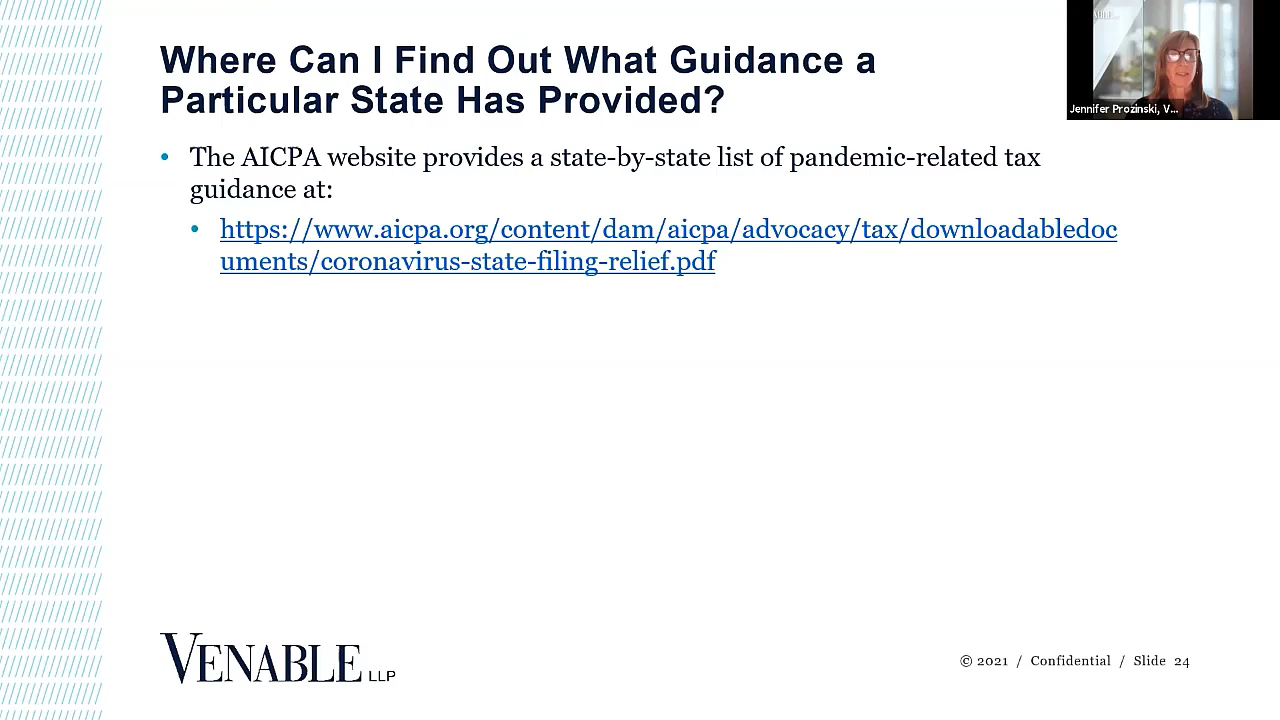 Where Can I Find Out What Guidance a
Particular State Has Provided?
Jennifer Prozinski, V...
• The AICPA website provides a state-by-state list of pandemic-related tax
guidance at:
• https://www.aicpa.org/content/dam/aicpa/advocacy/tax/downloadabledoc
uments/coronavirus-state-filing-relief.pdf
VENABLE LLP
© 2021 / Confidential / Slide 24